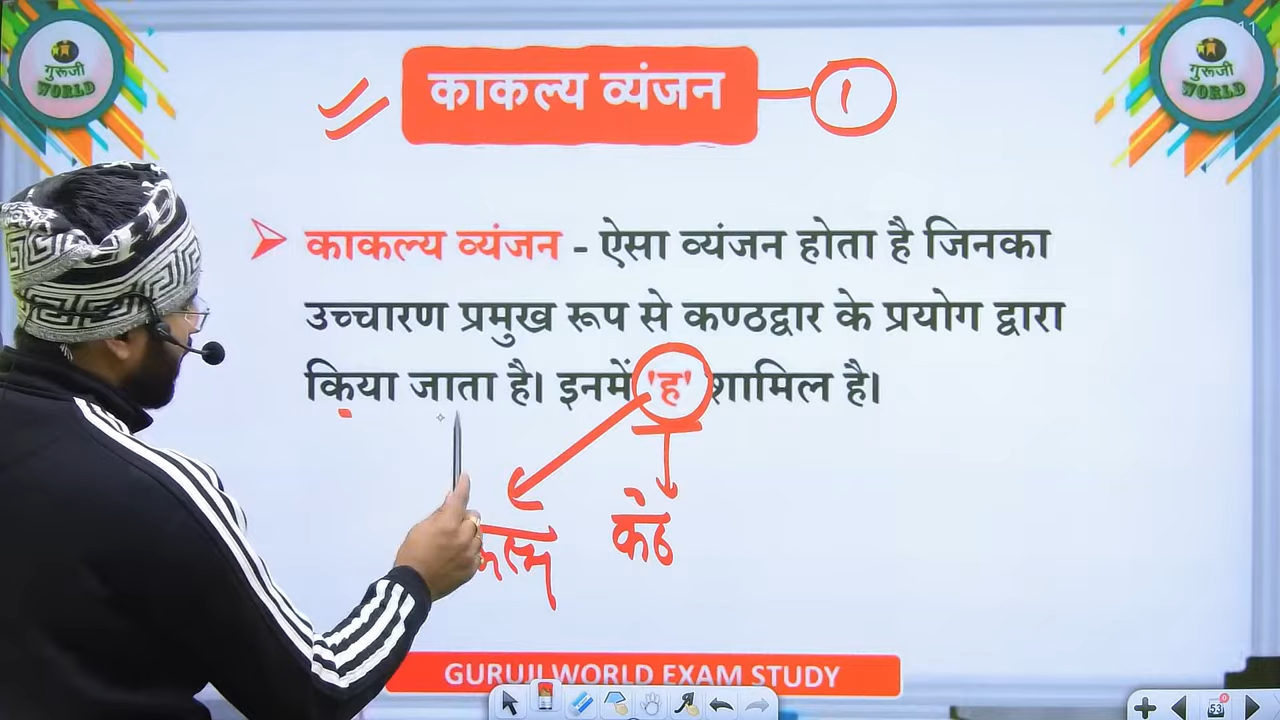 गुरूजी
WORLD
11
गुरूजी
WORLD
काकल्य व्यंजन
१
काकल्य व्यंजन - ऐसा व्यंजन होता है जिनका
उच्चारण प्रमुख रूप से कण्ठद्वार के प्रयोग द्वारा
किया जाता है। इनमें 'ह' शामिल है।
कंठ
GURUJI WORLD EXAM STUDY
53